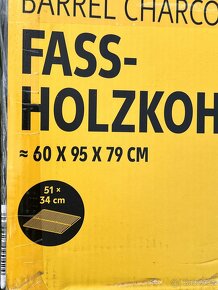 BARREL CHARCO
FASS-
HOLZKOH
≈ 60 X 95 X 79 CM
51 ×
34 cm